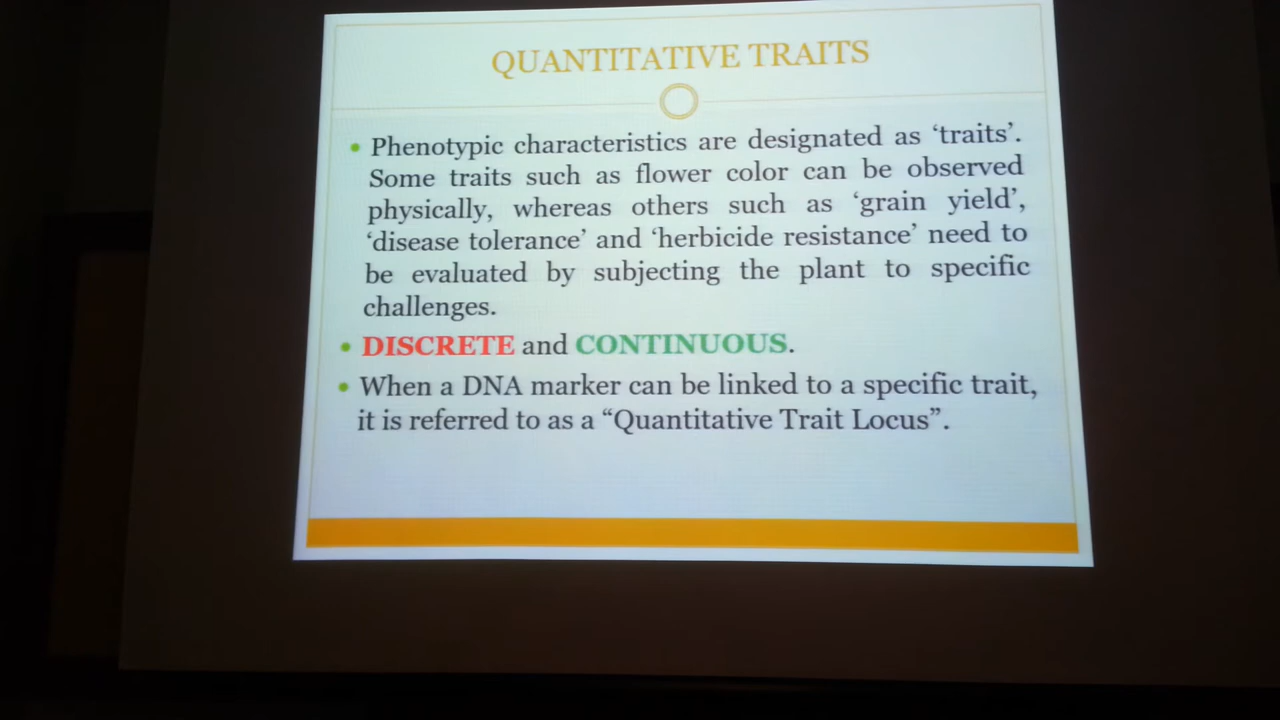 QUANTITATIVE TRAITS
• Phenotypic characteristics are designated as ‘traits’.
Some traits such as flower color can be observed
physically, whereas others such as ‘grain yield’,
‘disease tolerance’ and ‘herbicide resistance’ need to
be evaluated by subjecting the plant to specific
challenges.
• DISCRETE and CONTINUOUS.
• When a DNA marker can be linked to a specific trait,
it is referred to as a “Quantitative Trait Locus”.